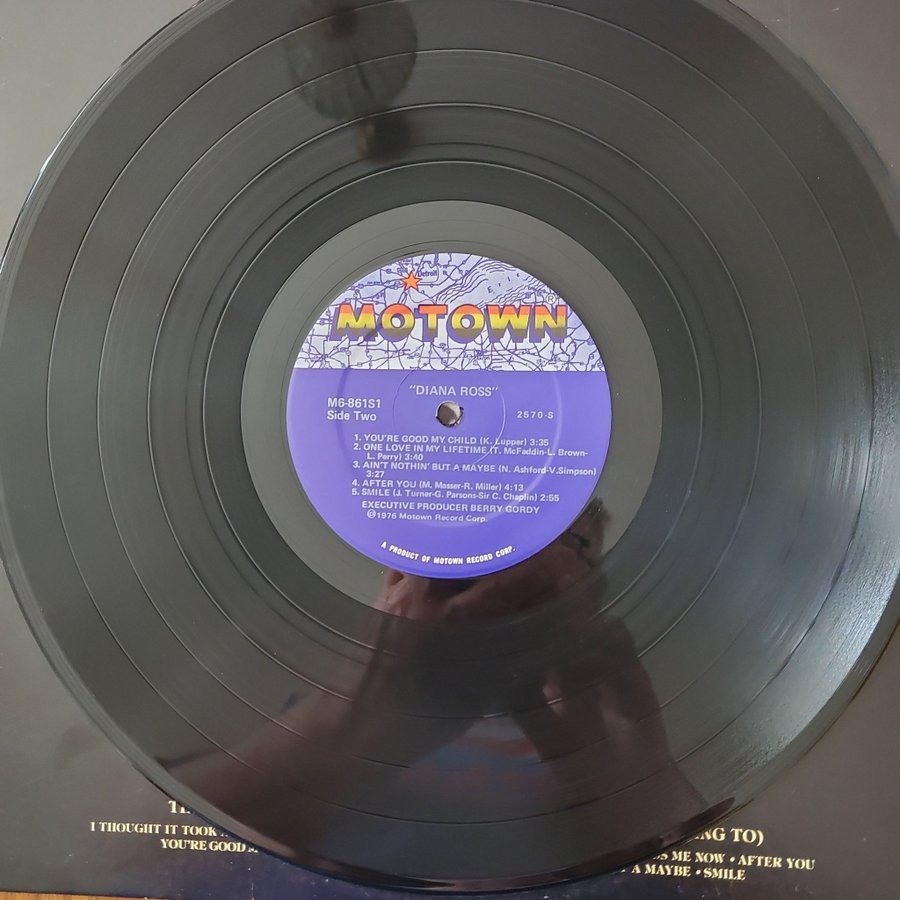 Detroit
ERIE
MOTOWN®
"DIANA ROSS"
M6-861S1
Side Two
2570-S
1. YOU'RE GOOD MY CHILD (K. Lupper) 3:35
2. ONE LOVE IN MY LIFETIME (T. McFaddin-L. Brown-
L. Perry) 3:40
3. AIN'T NOTHIN' BUT A MAYBE (N. Ashford-V.Simpson)
3:27
4. AFTER YOU (M. Masser-R. Miller) 4:13
5. SMILE (J. Turner-G. Parsons-Sir C. Chaplin) 2:55
EXECUTIVE PRODUCER BERRY GORDY
℗1976 Motown Record Corp.
A PRODUCT OF MOTOWN RECORD CORP.
NG TO)
I THOUGHT IT TOOK
ME NOW • AFTER YOU
YOU'RE GOOD M
A MAYBE • SMILE